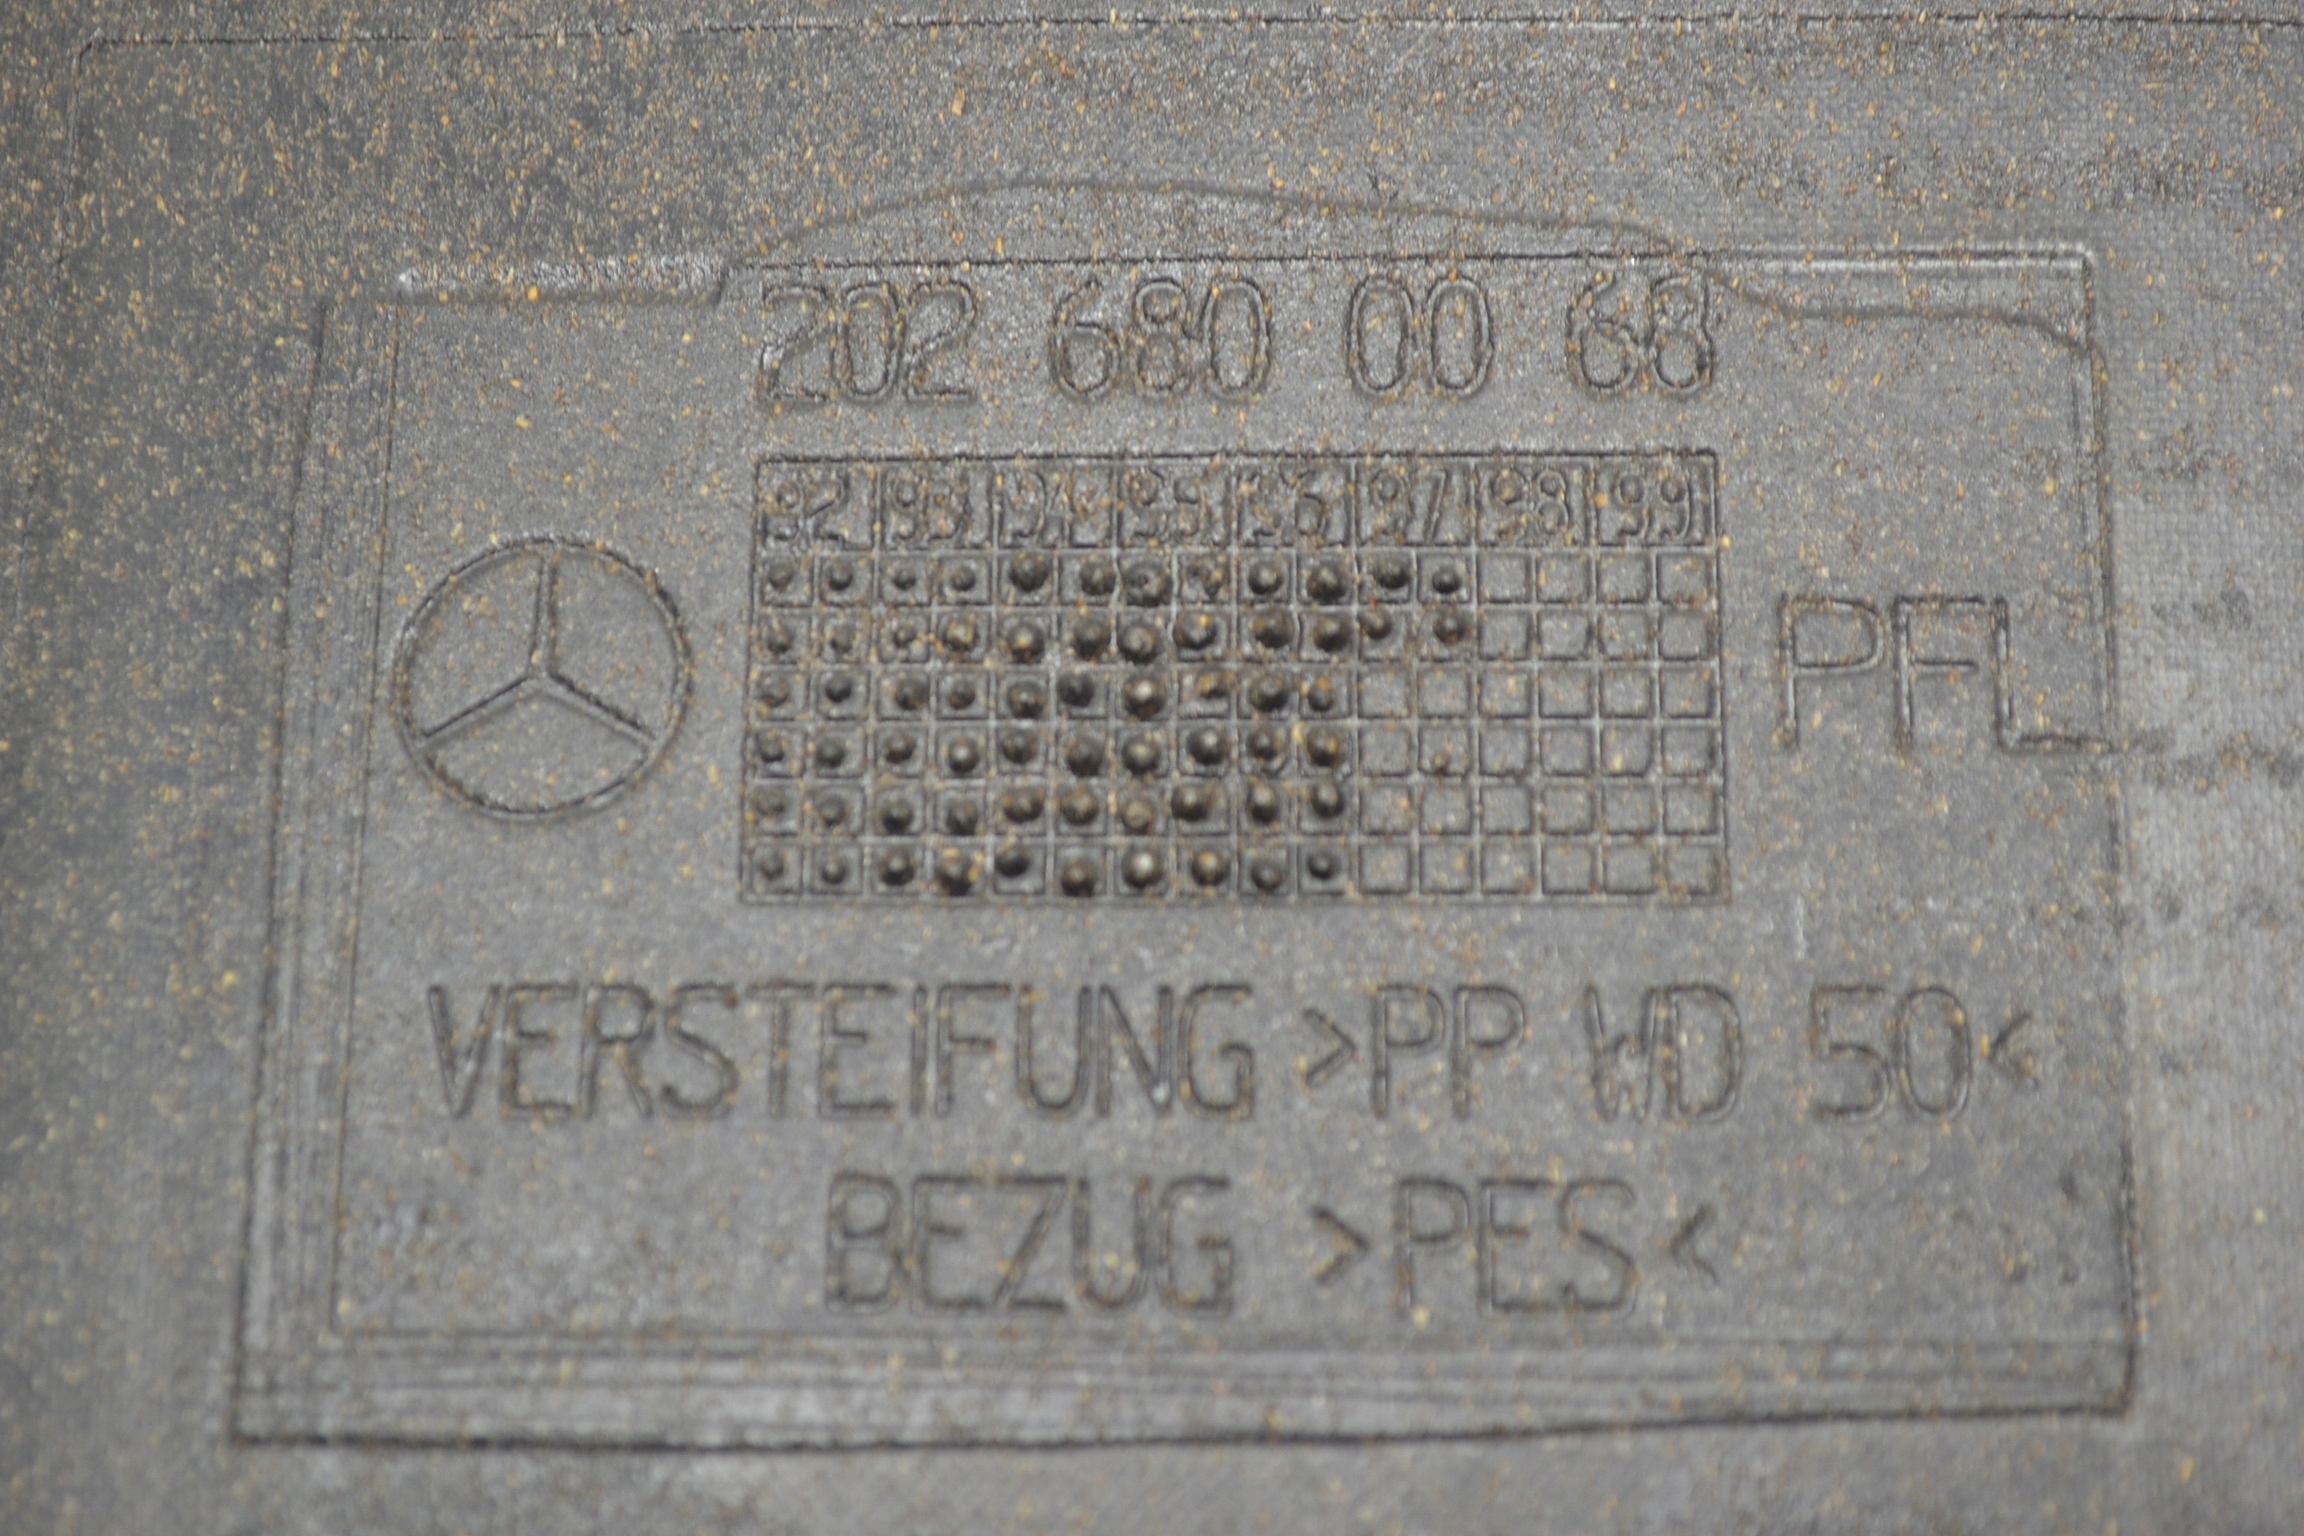 202 680 00 68
92 93 94 95 96 97 98 99
PFL
VERSTEIFUNG >PP WD 50<
BEZUG >PES<